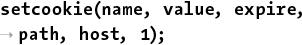 setcookie(name, value, expire,
→ path, host, 1);